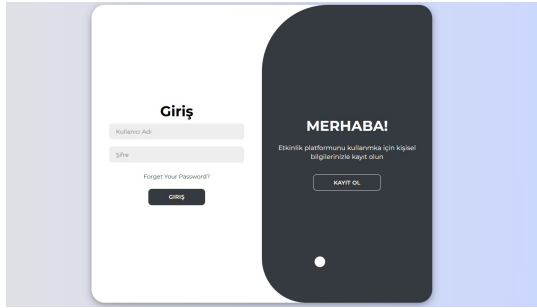 Giriş
Kullanıcı Adı
Şifre
Forget Your Password?
GİRİŞ
MERHABA!
Etkinlik platformunu kullanmka için kişisel
bilgilerinizle kayıt olun
KAYIT OL